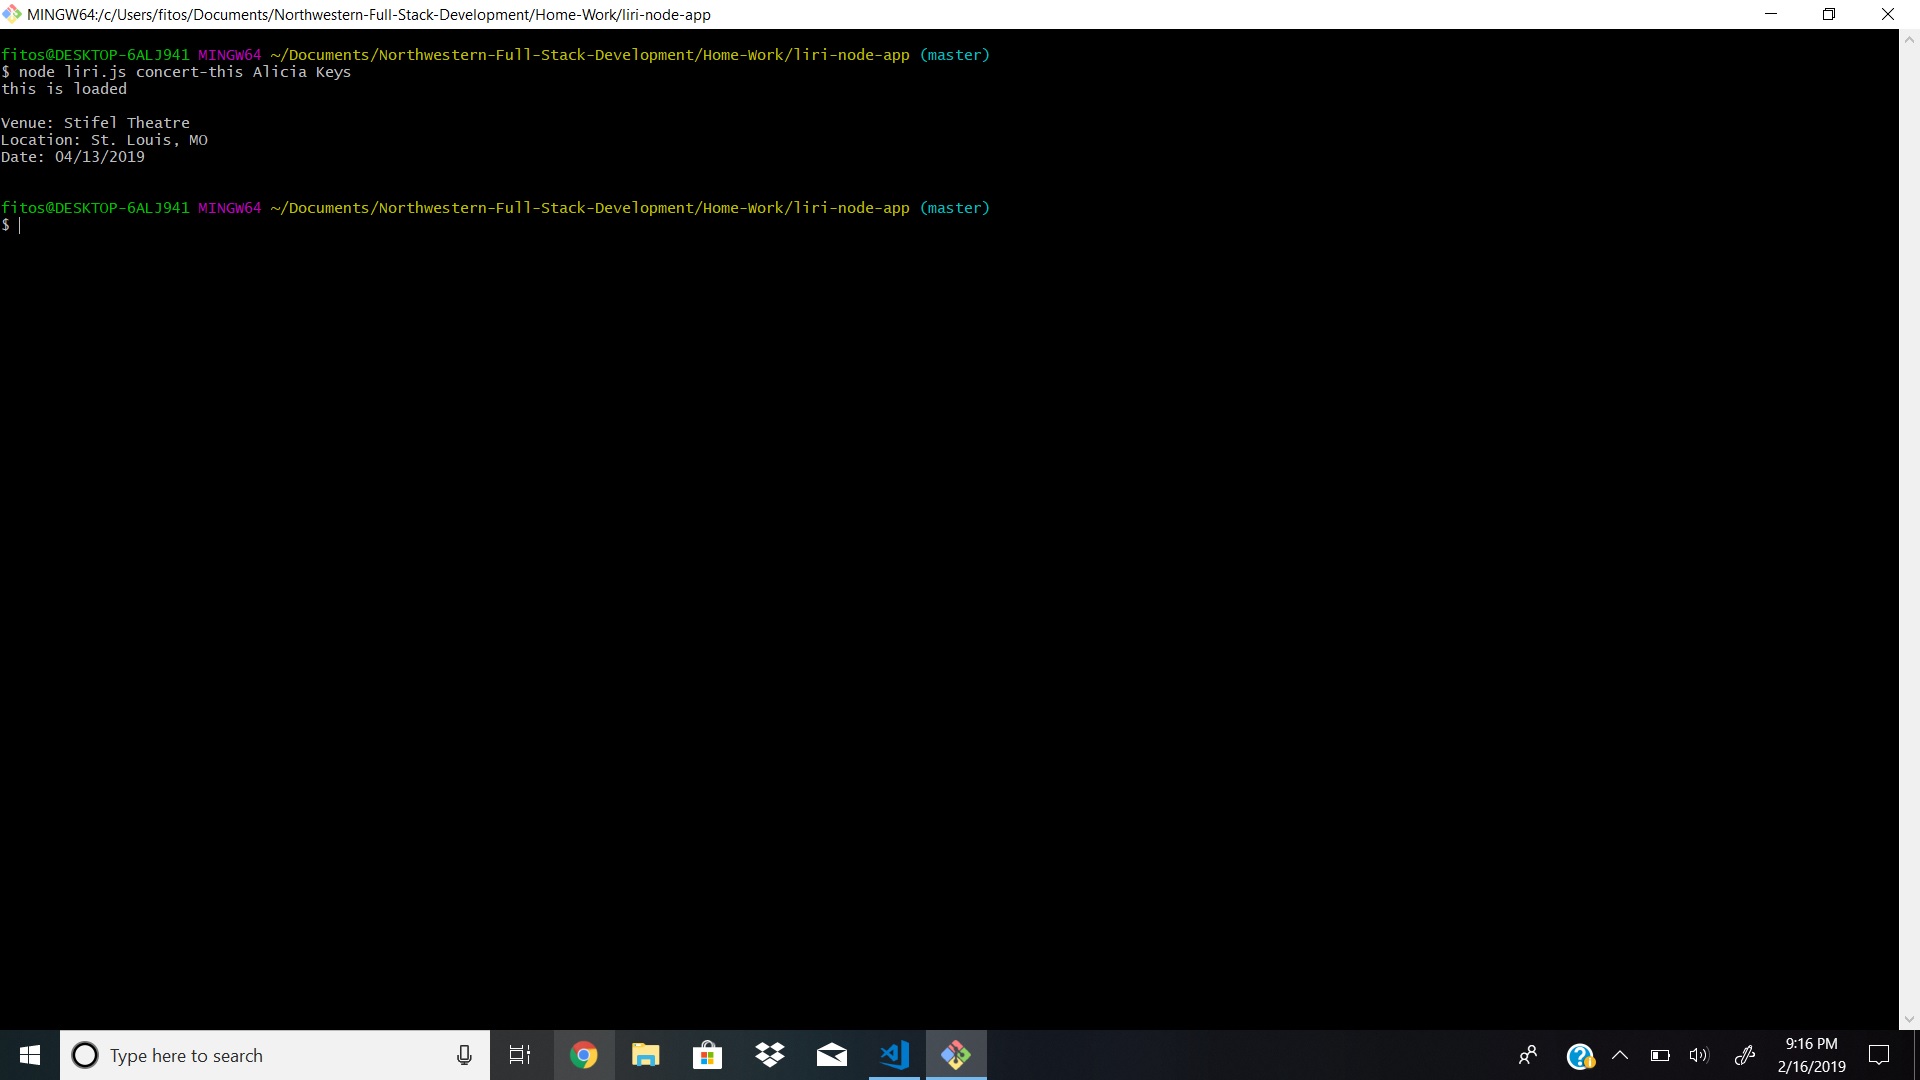 MINGW64:/c/Users/fitos/Documents/Northwestern-Full-Stack-Development/Home-Work/liri-node-app
fitos@DESKTOP-6ALJ941 MINGW64 ~/Documents/Northwestern-Full-Stack-Development/Home-Work/liri-node-app (master)
$ node liri.js concert-this Alicia Keys
this is loaded
Venue: Stifel Theatre
Location: St. Louis, MO
Date: 04/13/2019
fitos@DESKTOP-6ALJ941 MINGW64 ~/Documents/Northwestern-Full-Stack-Development/Home-Work/liri-node-app (master)
$
Type here to search
9:16 PM
2/16/2019